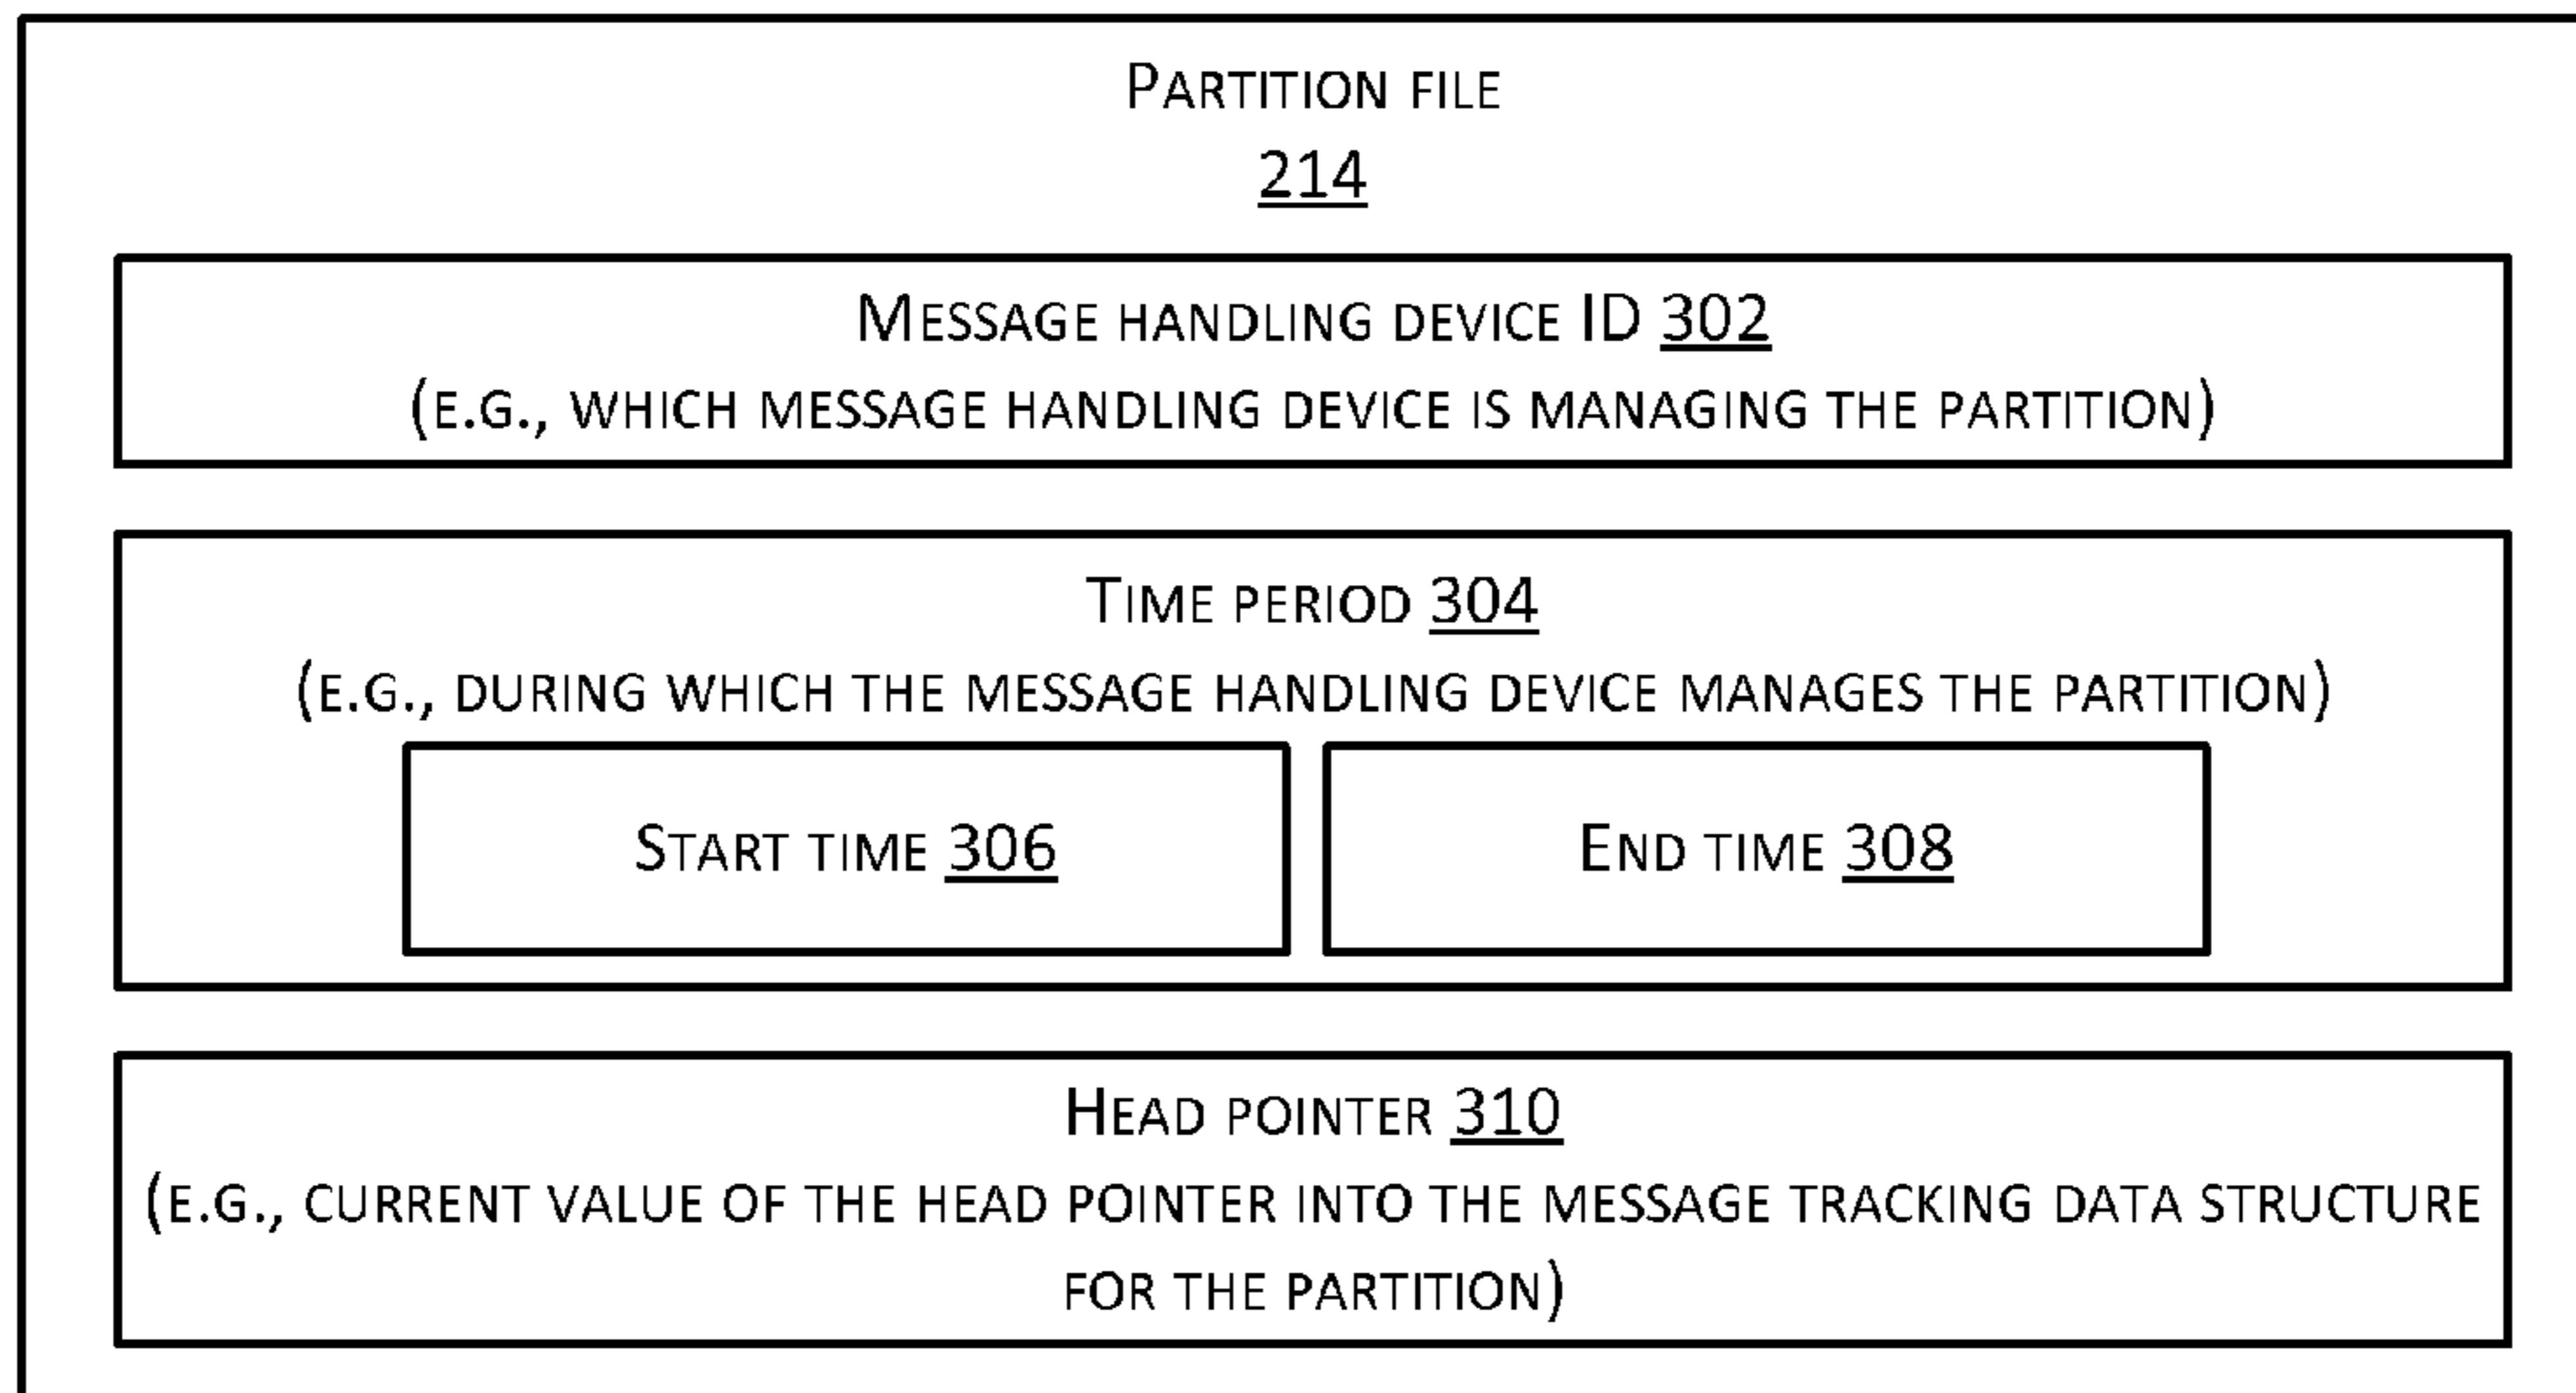 Partition file
214
Message handling device ID 302
(e.g., which message handling device is managing the partition)
Time period 304
(e.g., during which the message handling device manages the partition)
Start time 306
End time 308
Head pointer 310
(e.g., current value of the head pointer into the message tracking data structure
for the partition)